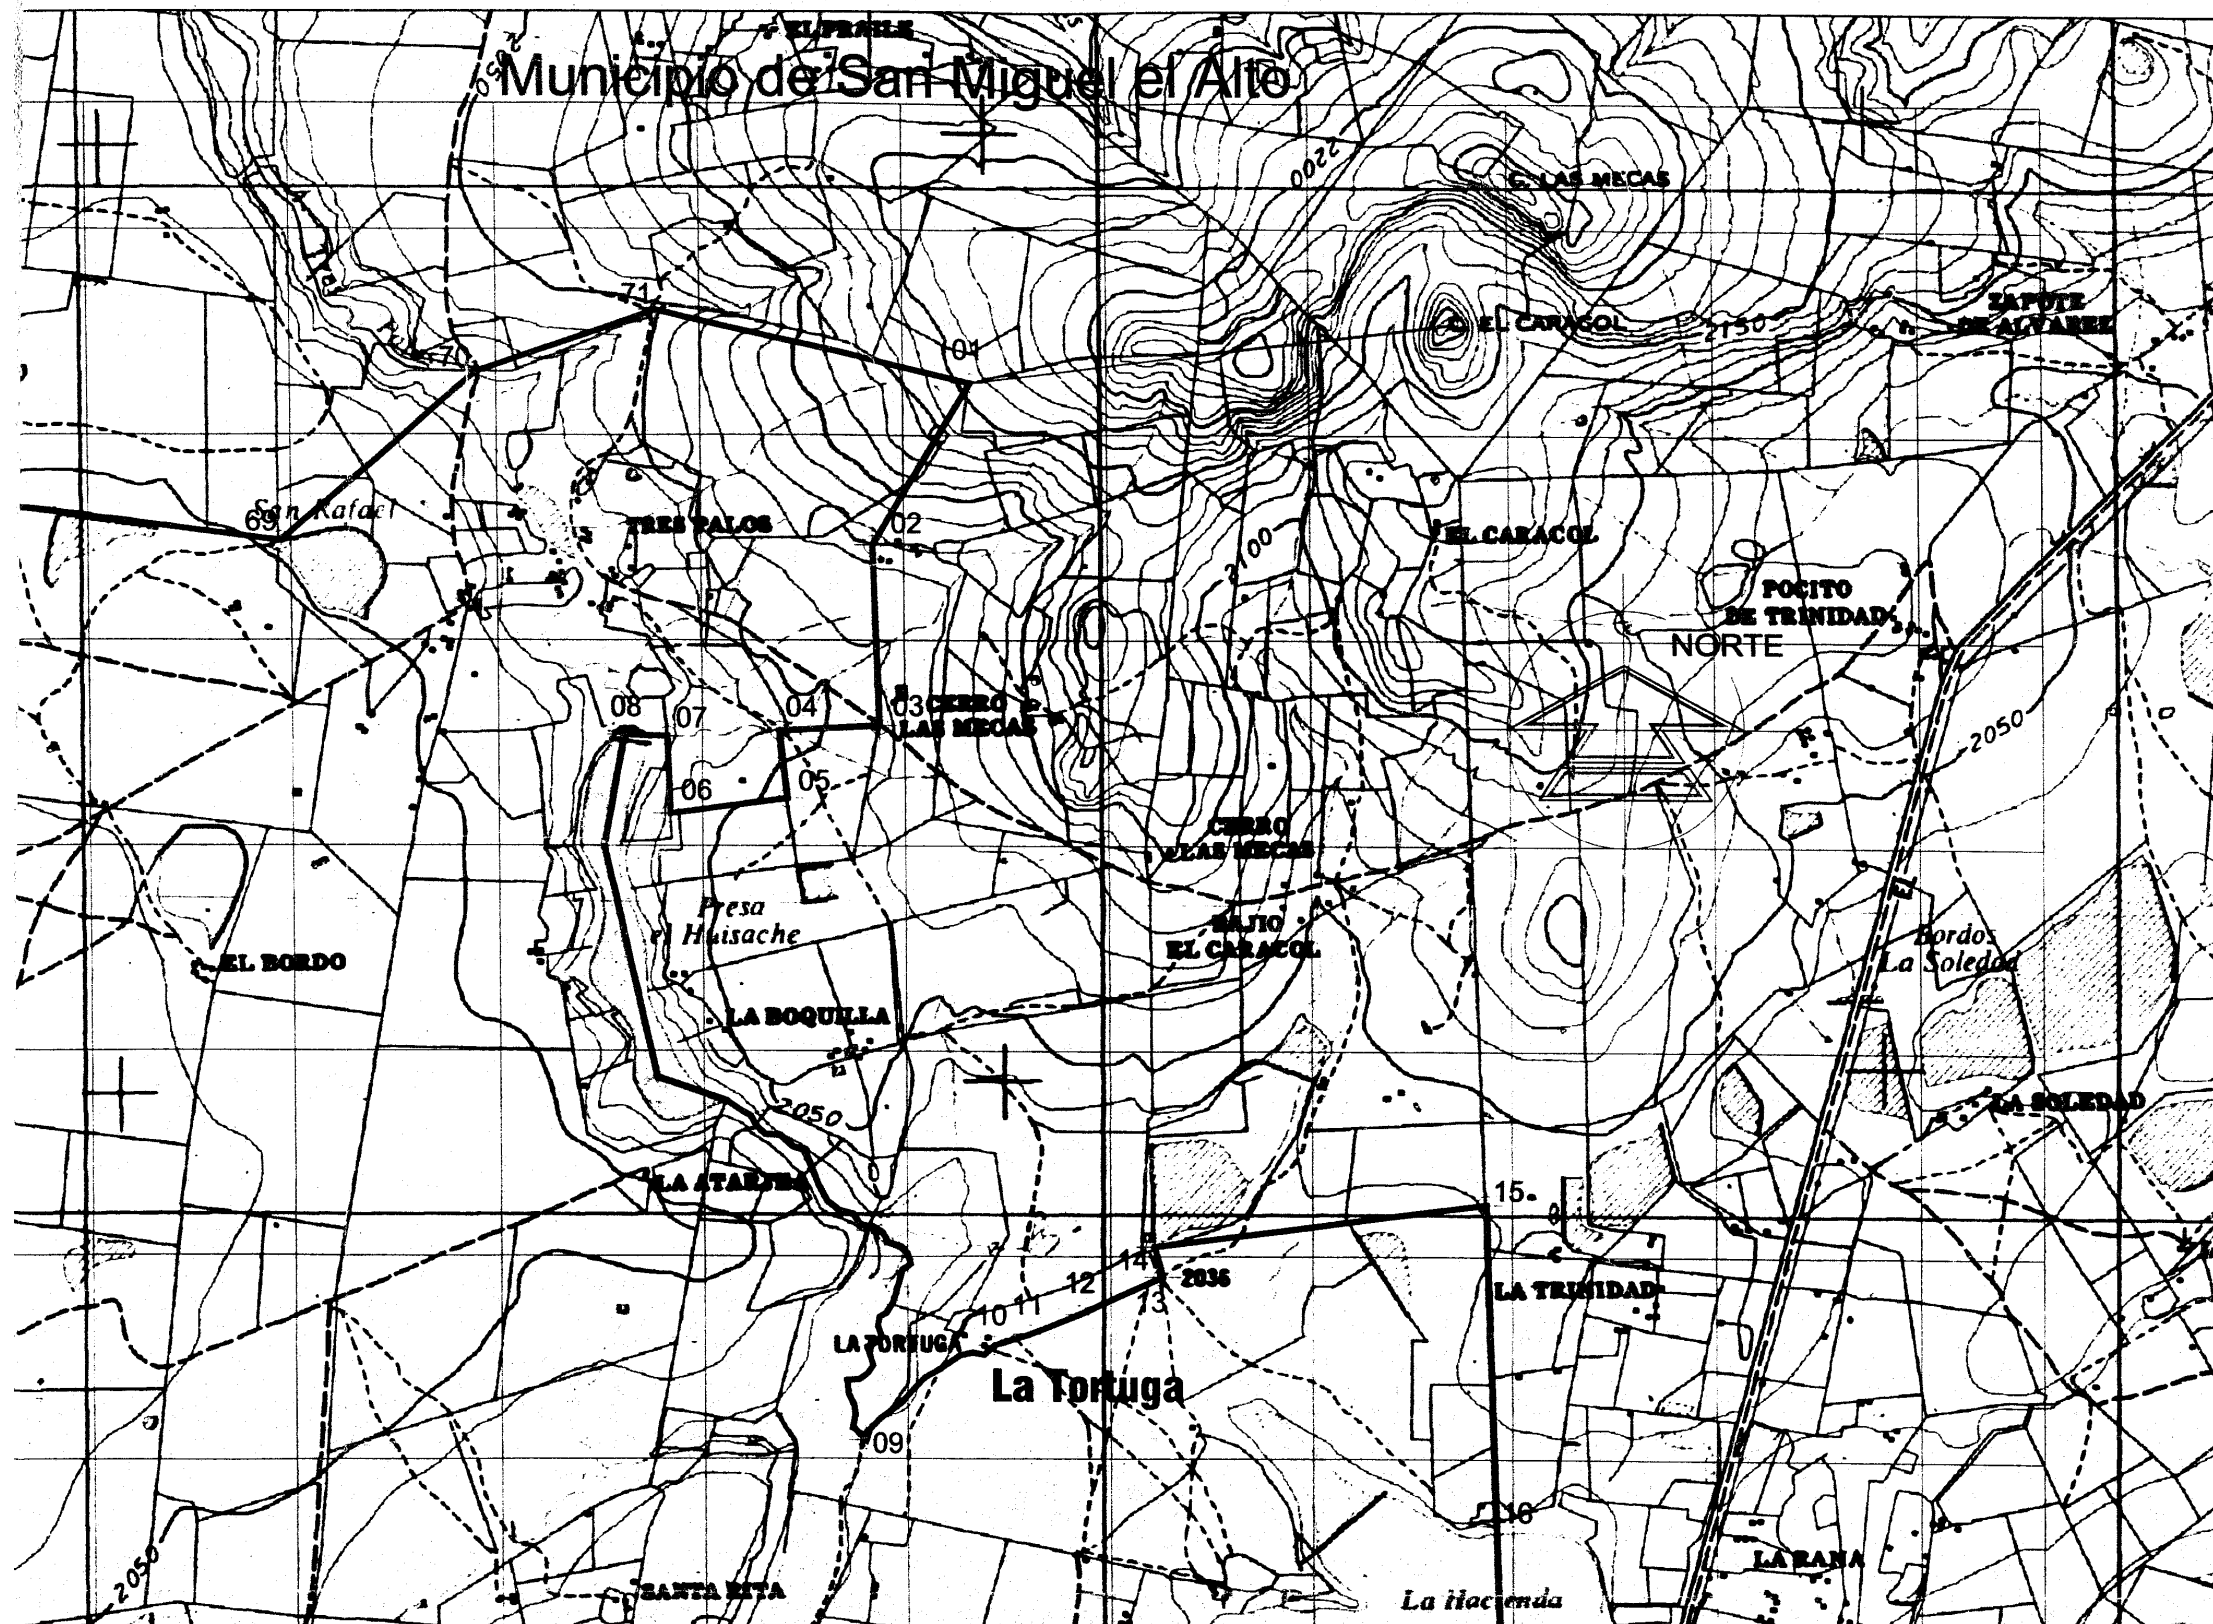 EL FRAILE
Municipio de San Miguel el Alto
2050
2200
C. LAS MECAS
71
ZAPOTE
DE ALVAREZ
C. EL CARACOL
2150
70
01
San Rafael
69
TRES PALOS
02
EL CARACOL
2100
POCITO
DE TRINIDAD
NORTE
08
07
04
03
CERRO
LAS MECAS
2050
06
05
CERRO
LAS MECAS
Presa
el Huisache
BAJIO
EL CARACOL
Bordos
La Soledad
EL BORDO
LA BOQUILLA
2050
LA SOLEDAD
LA ATARJEA
15
14
12
2036
13
11
10
LA TRINIDAD
LA TORTUGA
La Tortuga
09
16
LA RANA
2050
SANTA RITA
La Hacienda